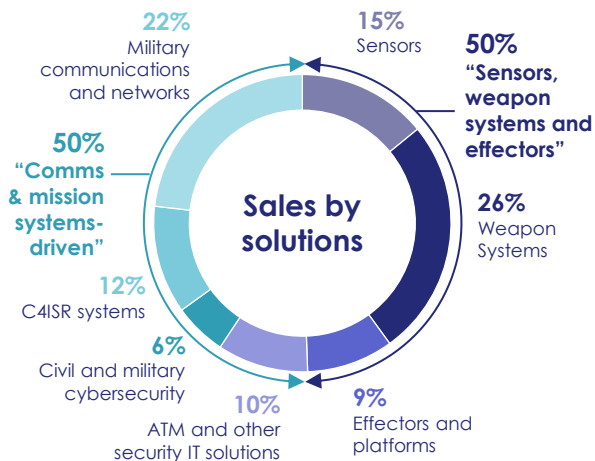 22%
Military
communications
and networks
15%
Sensors
50%
“Sensors,
weapon
systems and
effectors”
50%
“Comms
& mission
systems-
driven”
Sales by
solutions
26%
Weapon
Systems
12%
C4ISR systems
6%
Civil and military
cybersecurity
10%
ATM and other
security IT solutions
9%
Effectors and
platforms